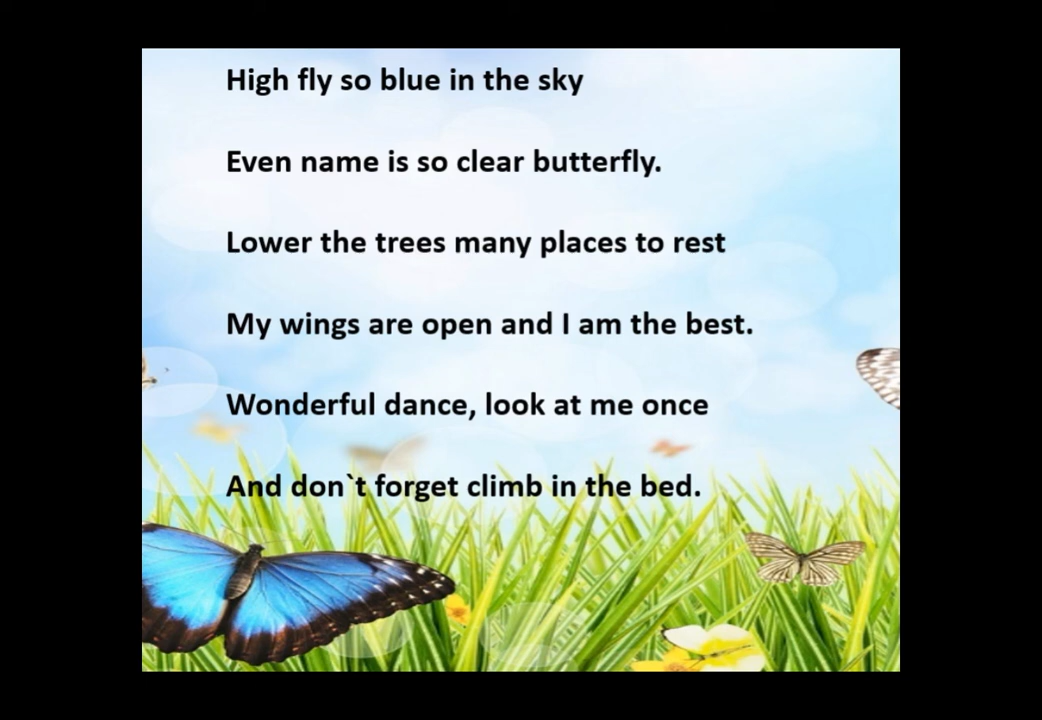 High fly so blue in the sky
Even name is so clear butterfly.
Lower the trees many places to rest
My wings are open and I am the best.
Wonderful dance, look at me once
And don`t forget climb in the bed.